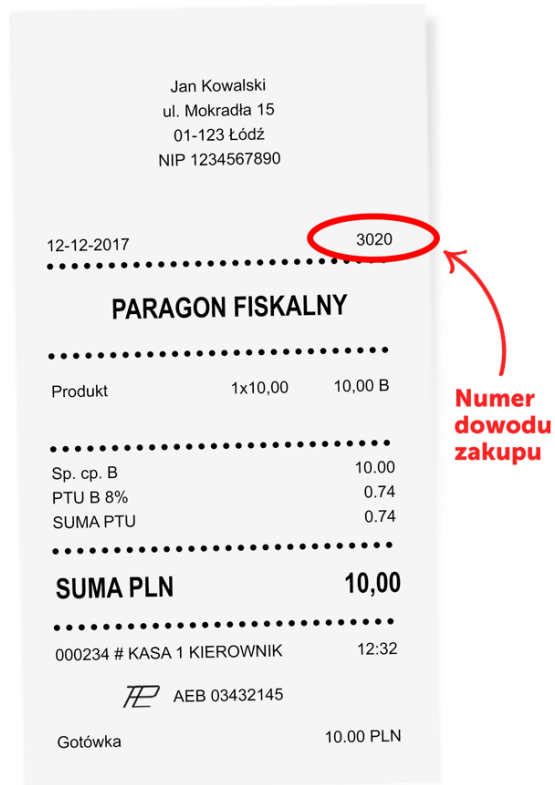 Jan Kowalski
ul. Mokradła 15
01-123 Łódź
NIP 1234567890
12-12-2017 3020
PARAGON FISKALNY
Produkt 1x10,00 10,00 B
Sp. cp. B 10.00
PTU B 8% 0.74
SUMA PTU 0.74
SUMA PLN 10,00
000234 # KASA 1 KIEROWNIK 12:32
AEB 03432145
Gotówka 10.00 PLN
Numer
dowodu
zakupu